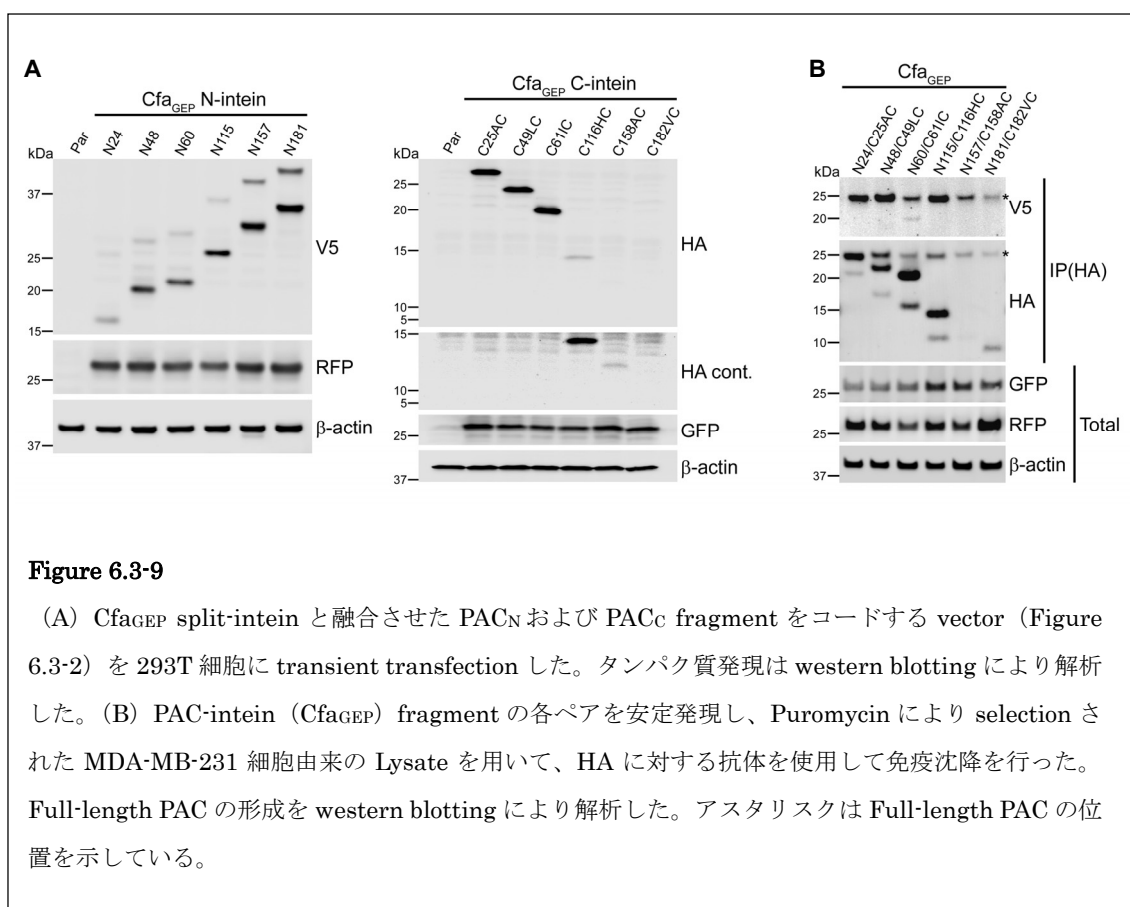 A
CfaGEP N-intein
Par N24 N48 N60 N115 N157 N181
kDa
37
25
20
15
V5
25
RFP
37
β-actin
CfaGEP C-intein
Par C25AC C49LC C61IC C116HC C158AC C182VC
kDa
25
20
15
10
5
HA
15
10
5
HA cont.
25
GFP
37
β-actin
B
CfaGEP
N24/C25AC N48/C49LC N60/C61IC N115/C116HC N157/C158AC N181/C182VC
kDa
25
20
* V5
25
20
15
10
*
HA
IP(HA)
25
GFP
25
RFP
37
β-actin
Total
Figure 6.3-9
（A）CfaGEP split-intein と融合させた PACN および PACC fragment をコードする vector（Figure
6.3-2）を 293T 細胞に transient transfection した。タンパク質発現は western blotting により解析
した。（B）PAC-intein（CfaGEP）fragment の各ペアを安定発現し、Puromycin により selection さ
れた MDA-MB-231 細胞由来の Lysate を用いて、HA に対する抗体を使用して免疫沈降を行った。
Full-length PAC の形成を western blotting により解析した。アスタリスクは Full-length PAC の位
置を示している。